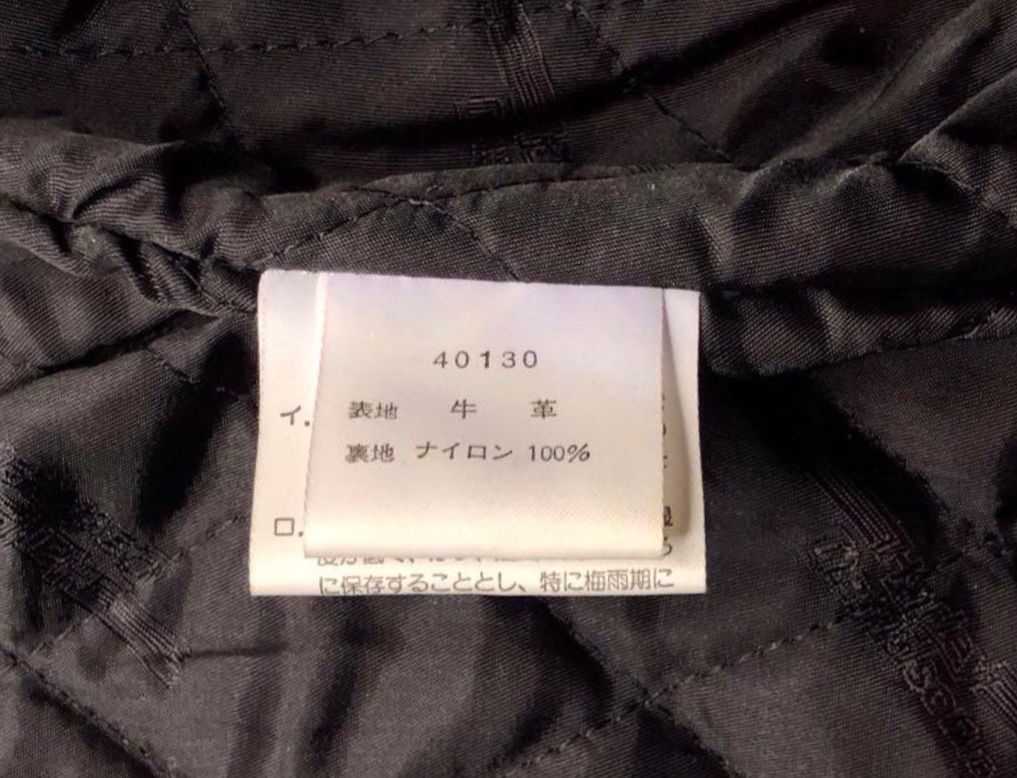 40130
表地 牛 革
裏地 ナイロン 100%
イ.
ロ.
に保存することとし、特に梅雨期に